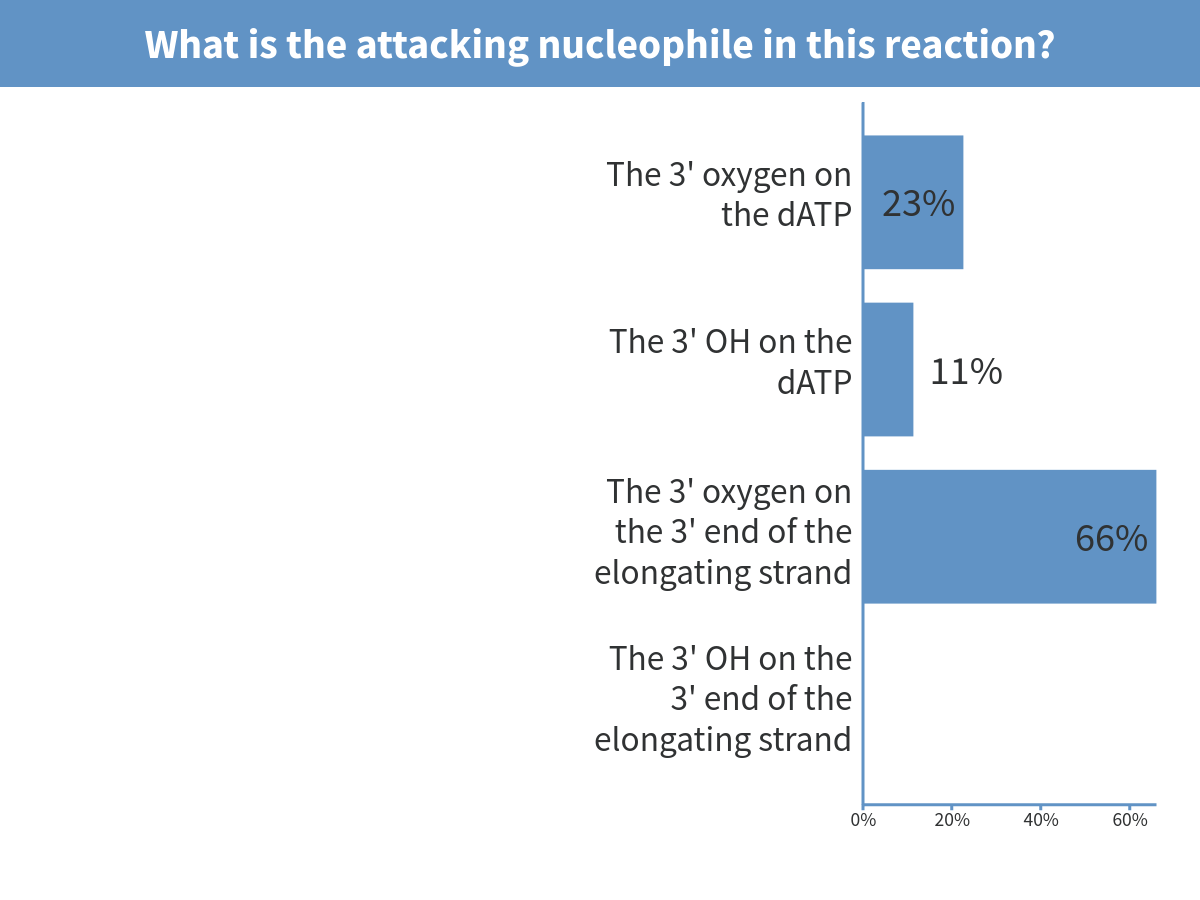 What is the attacking nucleophile in this reaction?
The 3' oxygen on
the dATP
23%
The 3' OH on the
dATP
11%
The 3' oxygen on
the 3' end of the
elongating strand
66%
The 3' OH on the
3' end of the
elongating strand
0% 20% 40% 60%